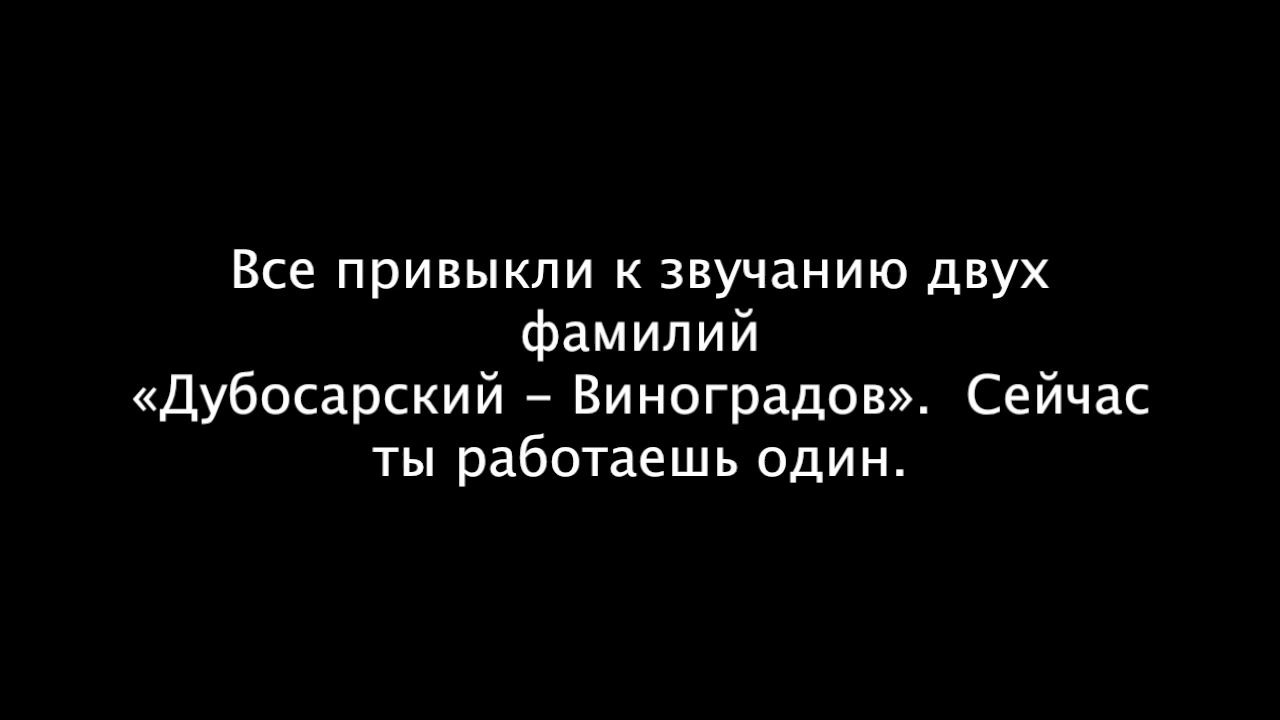 Все привыкли к звучанию двух
фамилий
«Дубосарский – Виноградов».  Сейчас
ты работаешь один.